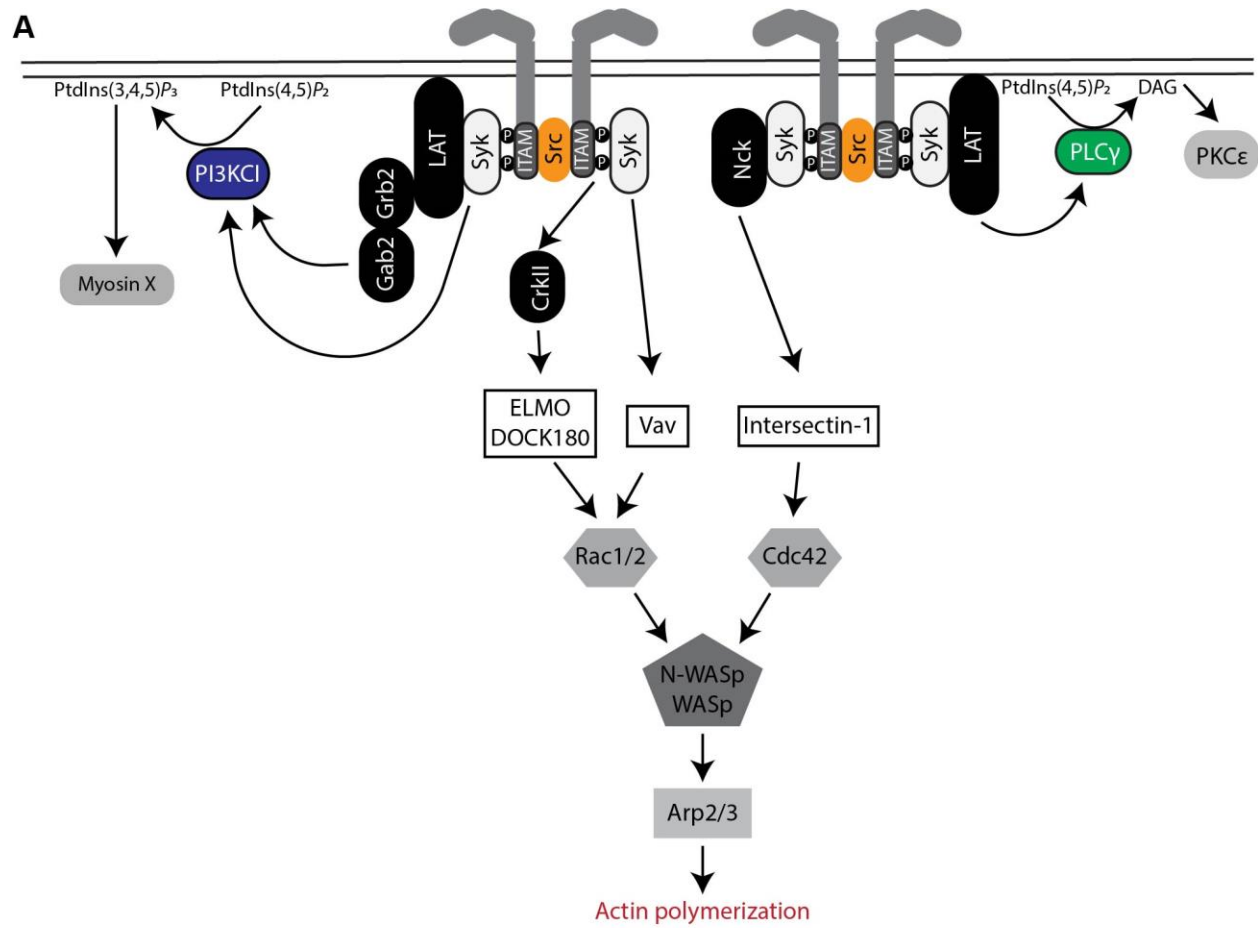 A
PtdIns(3,4,5)P₃
PtdIns(4,5)P₂
PI3KCI
Myosin X
Grb2
Gab2
LAT
Syk
P
P
ITAM
Src
ITAM
P
P
Syk
CrkII
Nck
Syk
P
P
ITAM
Src
ITAM
P
P
Syk
LAT
PtdIns(4,5)P₂
DAG
PLCγ
PKCε
ELMO
DOCK180
Vav
Intersectin-1
Rac1/2
Cdc42
N-WASp
WASp
Arp2/3
Actin polymerization